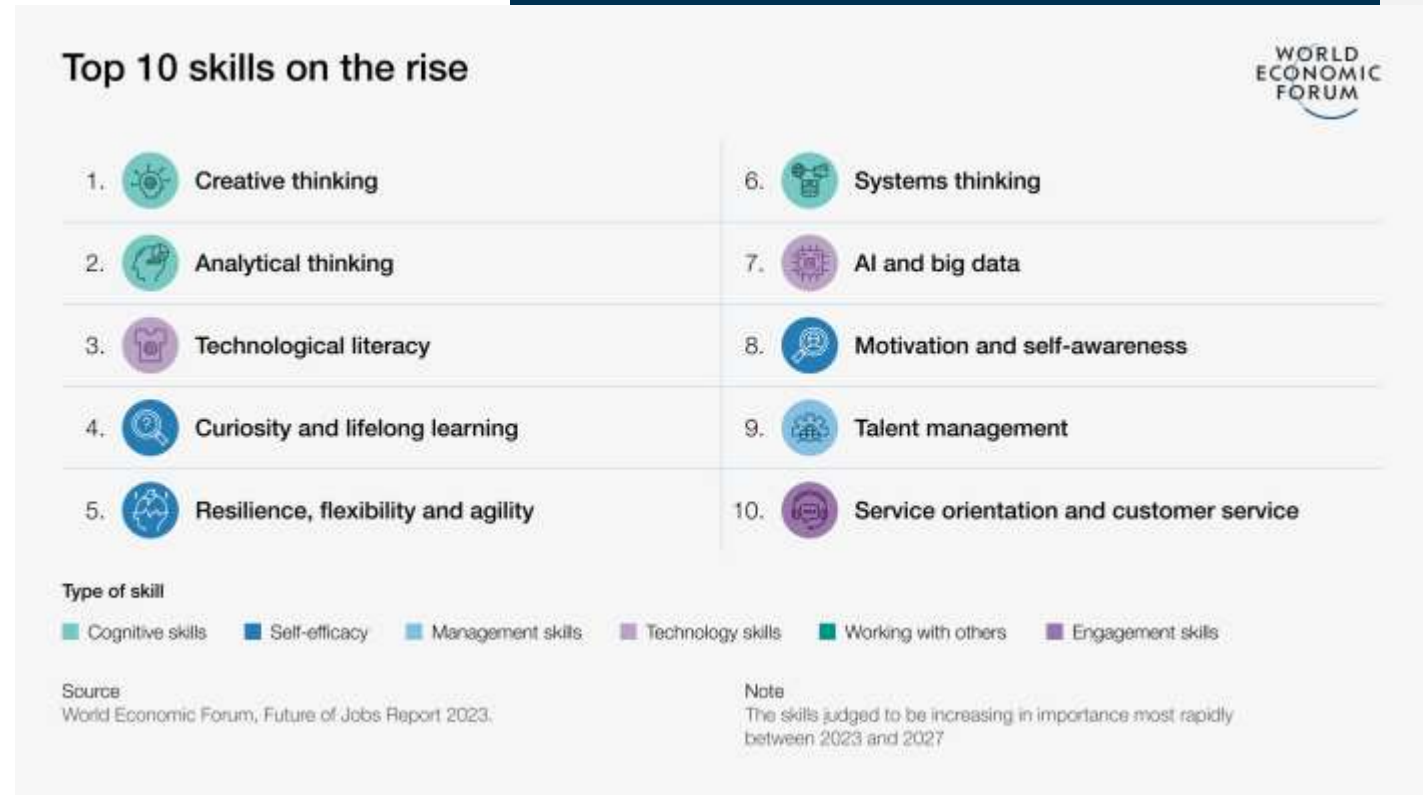 Top 10 skills on the rise
WORLD
ECONOMIC
FORUM
1. Creative thinking
2. Analytical thinking
3. Technological literacy
4. Curiosity and lifelong learning
5. Resilience, flexibility and agility
6. Systems thinking
7. AI and big data
8. Motivation and self-awareness
9. Talent management
10. Service orientation and customer service
Type of skill
Cognitive skills Self-efficacy Management skills Technology skills Working with others Engagement skills
Source
World Economic Forum, Future of Jobs Report 2023.
Note
The skills judged to be increasing in importance most rapidly
between 2023 and 2027